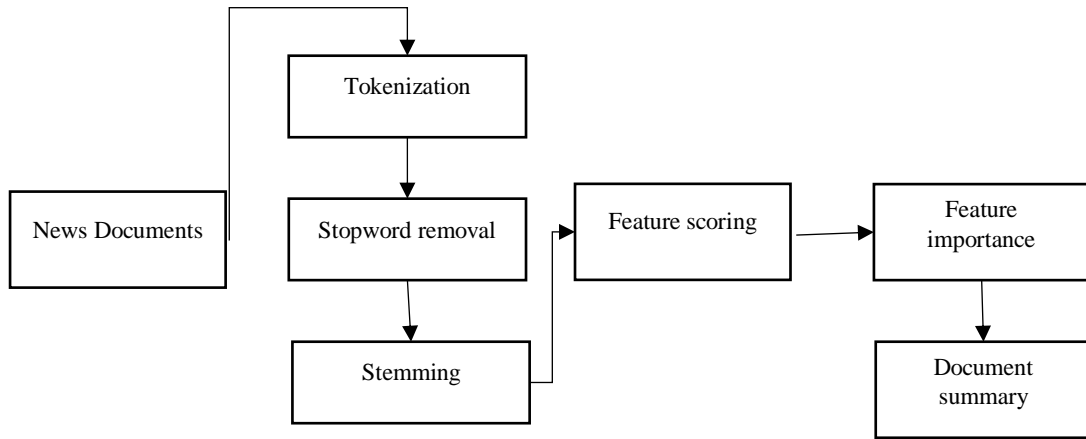 News Documents
Tokenization
Stopword removal
Stemming
Feature scoring
Feature
importance
Document
summary